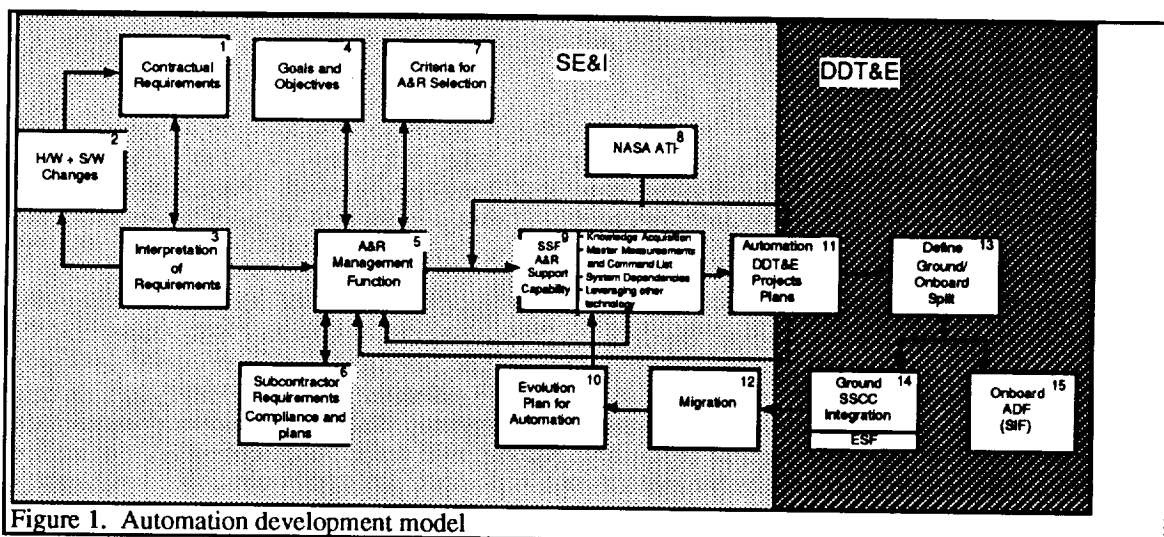 SE&I
DDT&E
1
Contractual
Requirements
4
Goals and
Objectives
7
Criteria for
A&R Selection
2
H/W + S/W
Changes
8
NASA ATF
3
Interpretation
of
Requirements
5
A&R
Management
Function
9
SSF
A&R
Support
Capability
- Knowledge Acquisition
- Master Measurements
and Command List
- System Dependencies
- Leveraging other
technology
11
Automation
DDT&E
Projects
Plans
13
Define
Ground/
Onboard
Split
6
Subcontractor
Requirements
Compliance and
plans
10
Evolution
Plan for
Automation
12
Migration
14
Ground
SSCC
Integration
ESF
15
Onboard
ADF
(SIF)
Figure 1. Automation development model